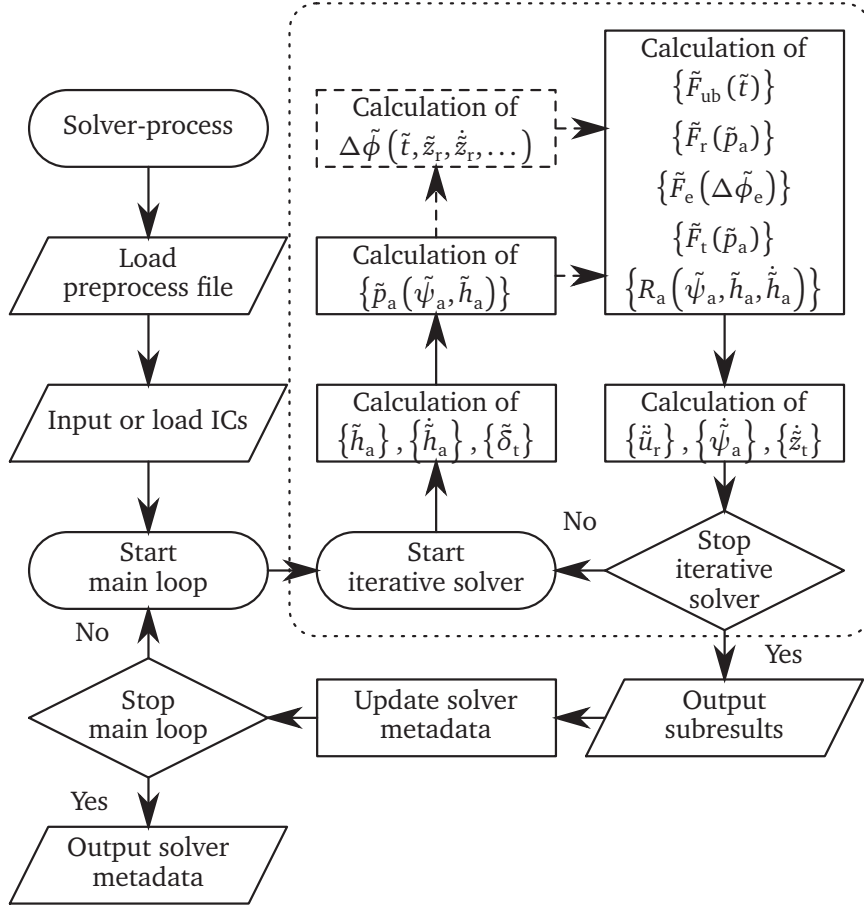 Solver-process
Load
preprocess file
Input or load ICs
Start
main loop
Start
iterative solver
Calculation of
{h̃ₐ} , {h̃̇ₐ} , {δ̃ₜ}
Calculation of
{p̃ₐ(ψ̃ₐ, h̃ₐ)}
Calculation of
Δφ̃(t̃, z̃ᵣ, z̃̇ᵣ, . . . )
Calculation of
{F̃_ub(t̃)}
{F̃ᵣ(p̃ₐ)}
{F̃ₑ(Δφ̃ₑ)}
{F̃ₜ(p̃ₐ)}
{Rₐ(ψ̃ₐ, h̃ₐ, h̃̇ₐ)}
Calculation of
{ũ̈ᵣ} , {ψ̃̇ₐ} , {z̃̇ₜ}
Stop
iterative
solver
No
Yes
Output
subresults
Update solver
metadata
Stop
main loop
No
Yes
Output solver
metadata